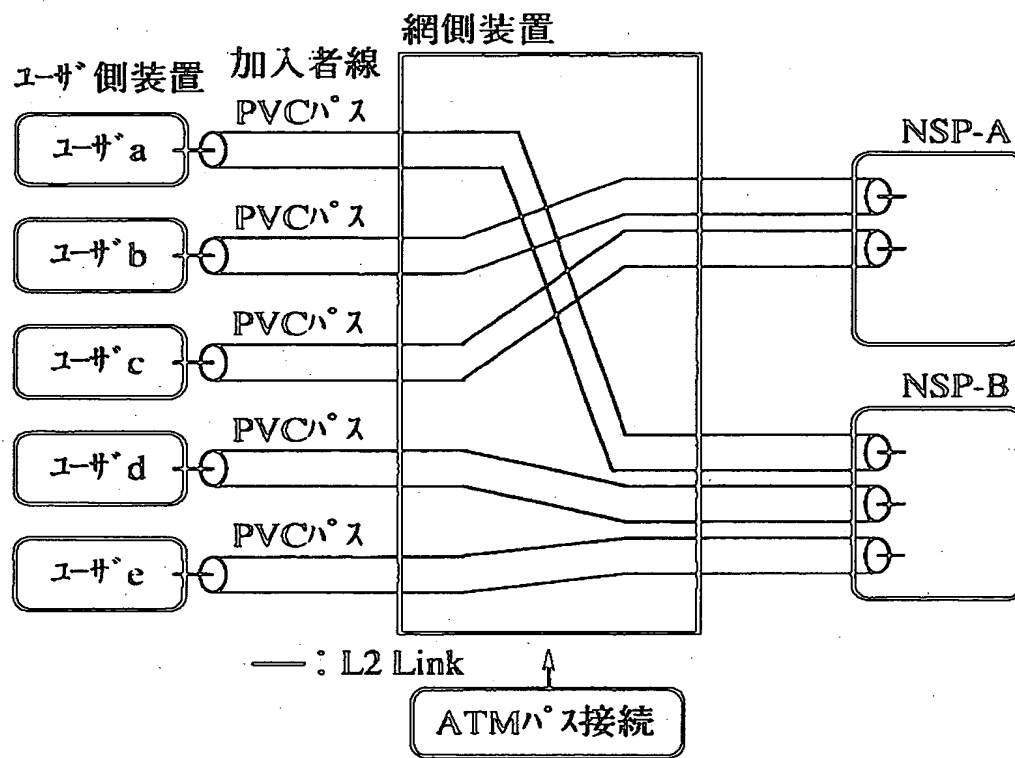 網側装置
ﾕｰｻﾞ側装置
加入者線
PVCﾊﾟｽ
ﾕｰｻﾞa
NSP-A
PVCﾊﾟｽ
ﾕｰｻﾞb
PVCﾊﾟｽ
ﾕｰｻﾞc
NSP-B
PVCﾊﾟｽ
ﾕｰｻﾞd
PVCﾊﾟｽ
ﾕｰｻﾞe
──：L2 Link
ATMﾊﾟｽ接続